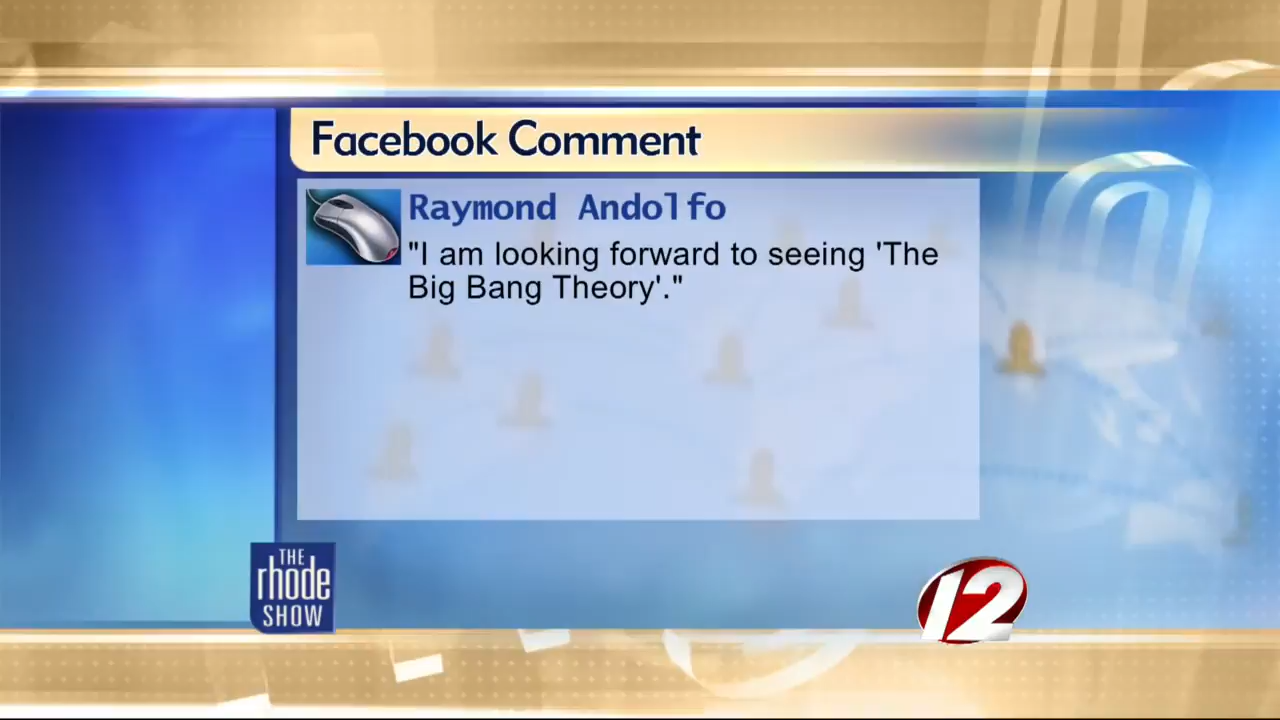 Facebook Comment
Raymond Andolfo
"I am looking forward to seeing 'The
Big Bang Theory'."
THE
rhode
SHOW
12